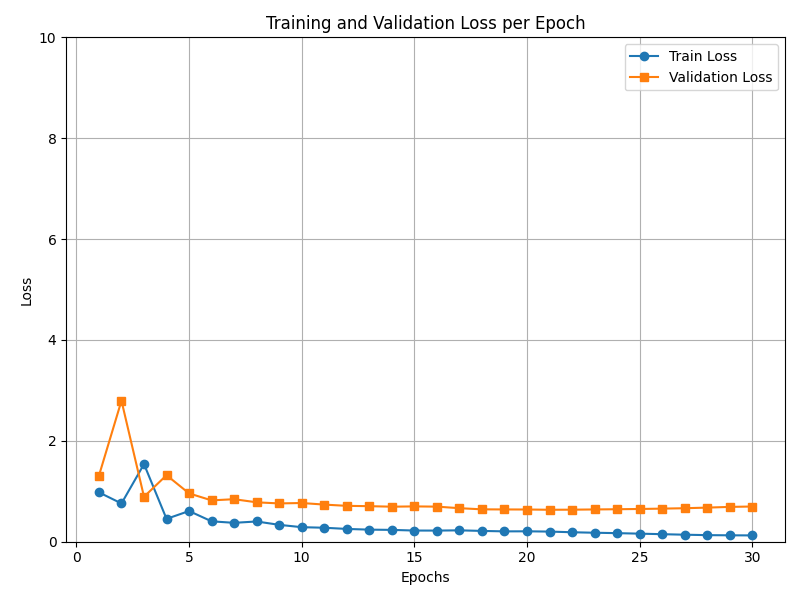 Training and Validation Loss per Epoch
Train Loss
Validation Loss
Loss
10
8
6
4
2
0
0 5 10 15 20 25 30
Epochs